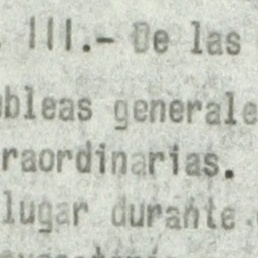 III.- De las
bleas generale
raordinarias.
lugar durante